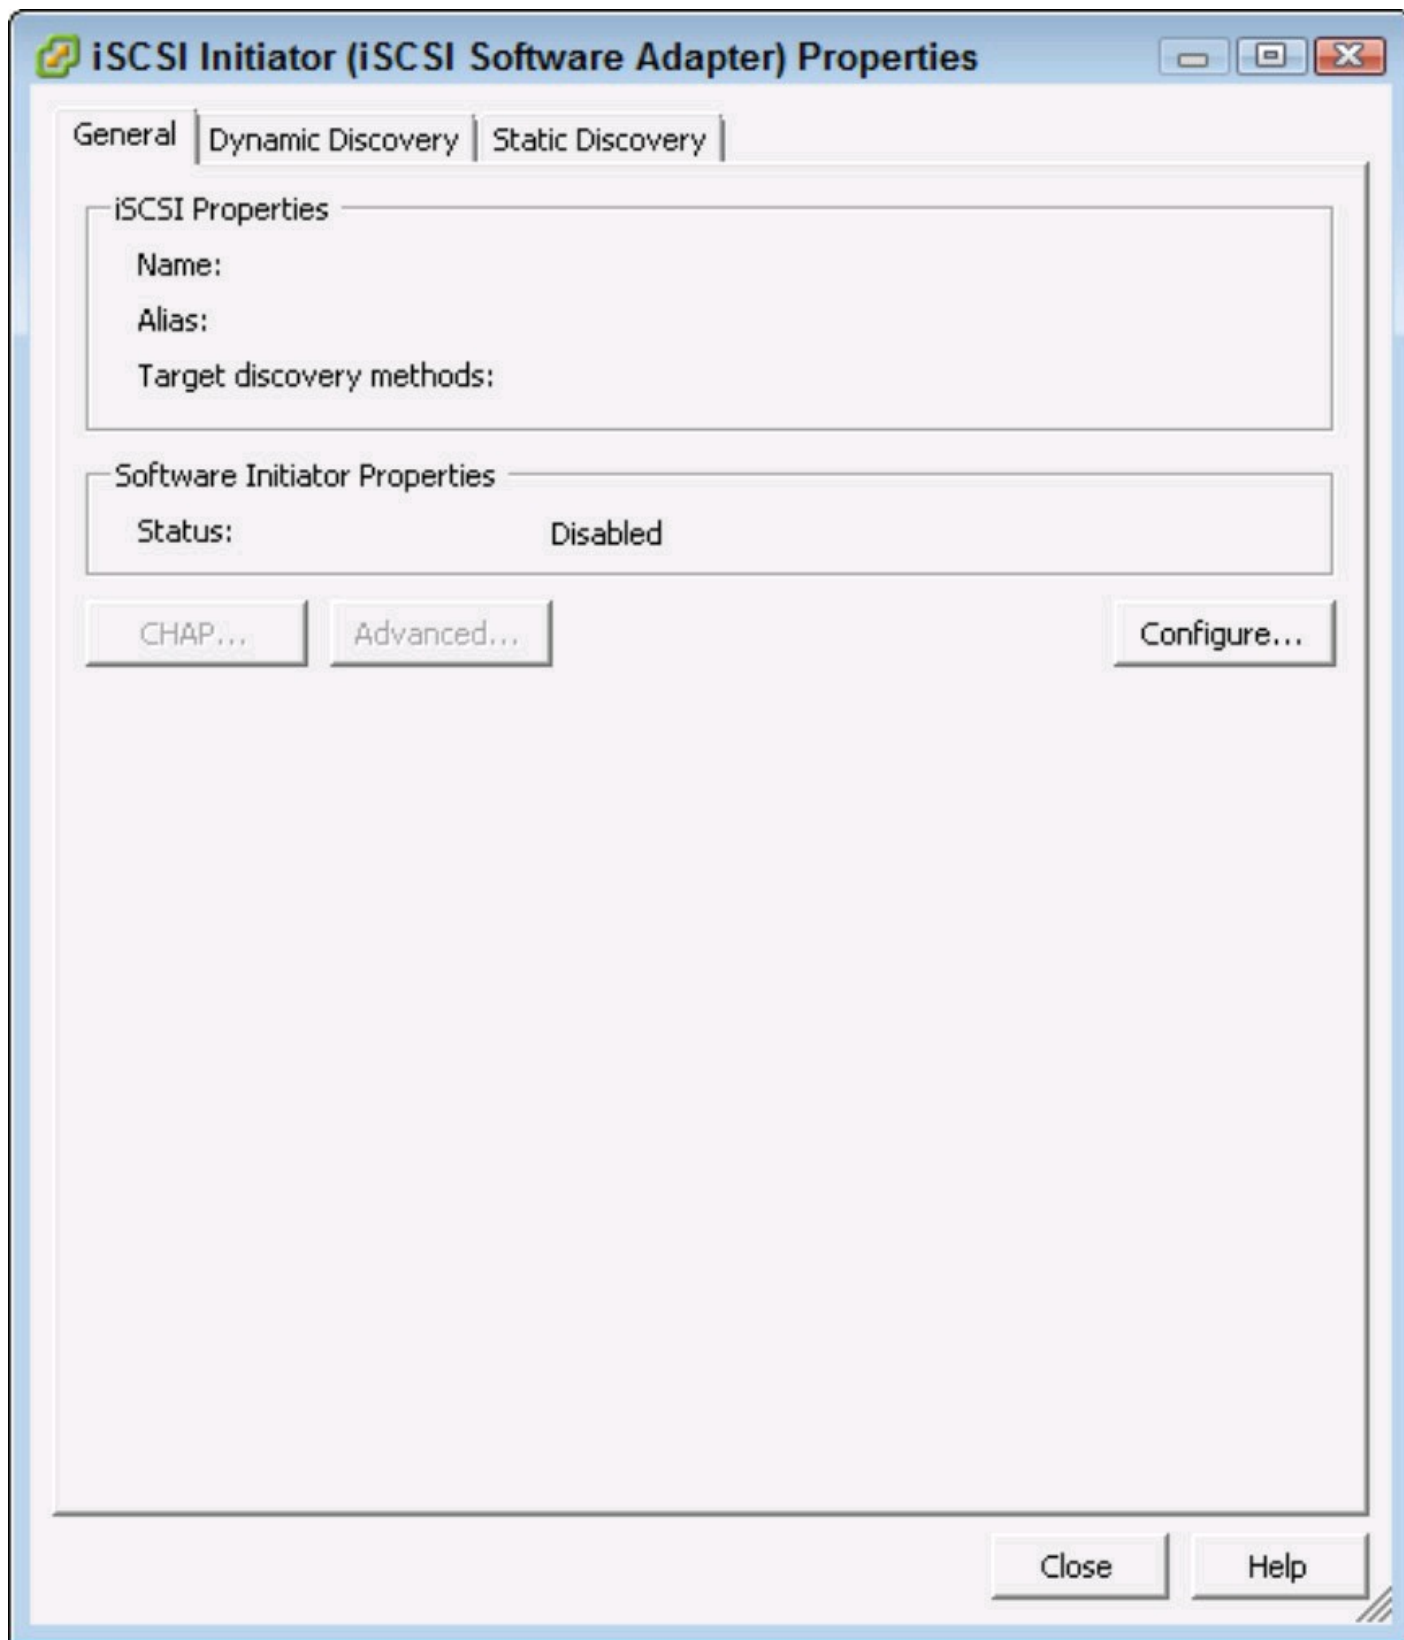 iSCSI Initiator (iSCSI Software Adapter) Properties
General Dynamic Discovery Static Discovery
iSCSI Properties
Name:
Alias:
Target discovery methods:
Software Initiator Properties
Status: Disabled
CHAP... Advanced... Configure...
Close Help